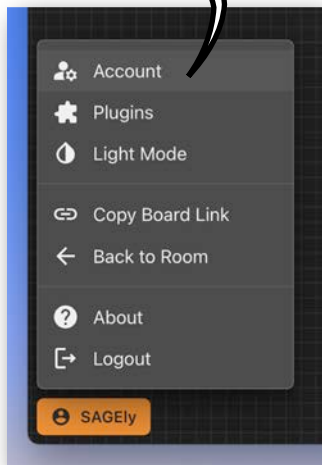 Account
Plugins
Light Mode
Copy Board Link
Back to Room
About
Logout
SAGEly